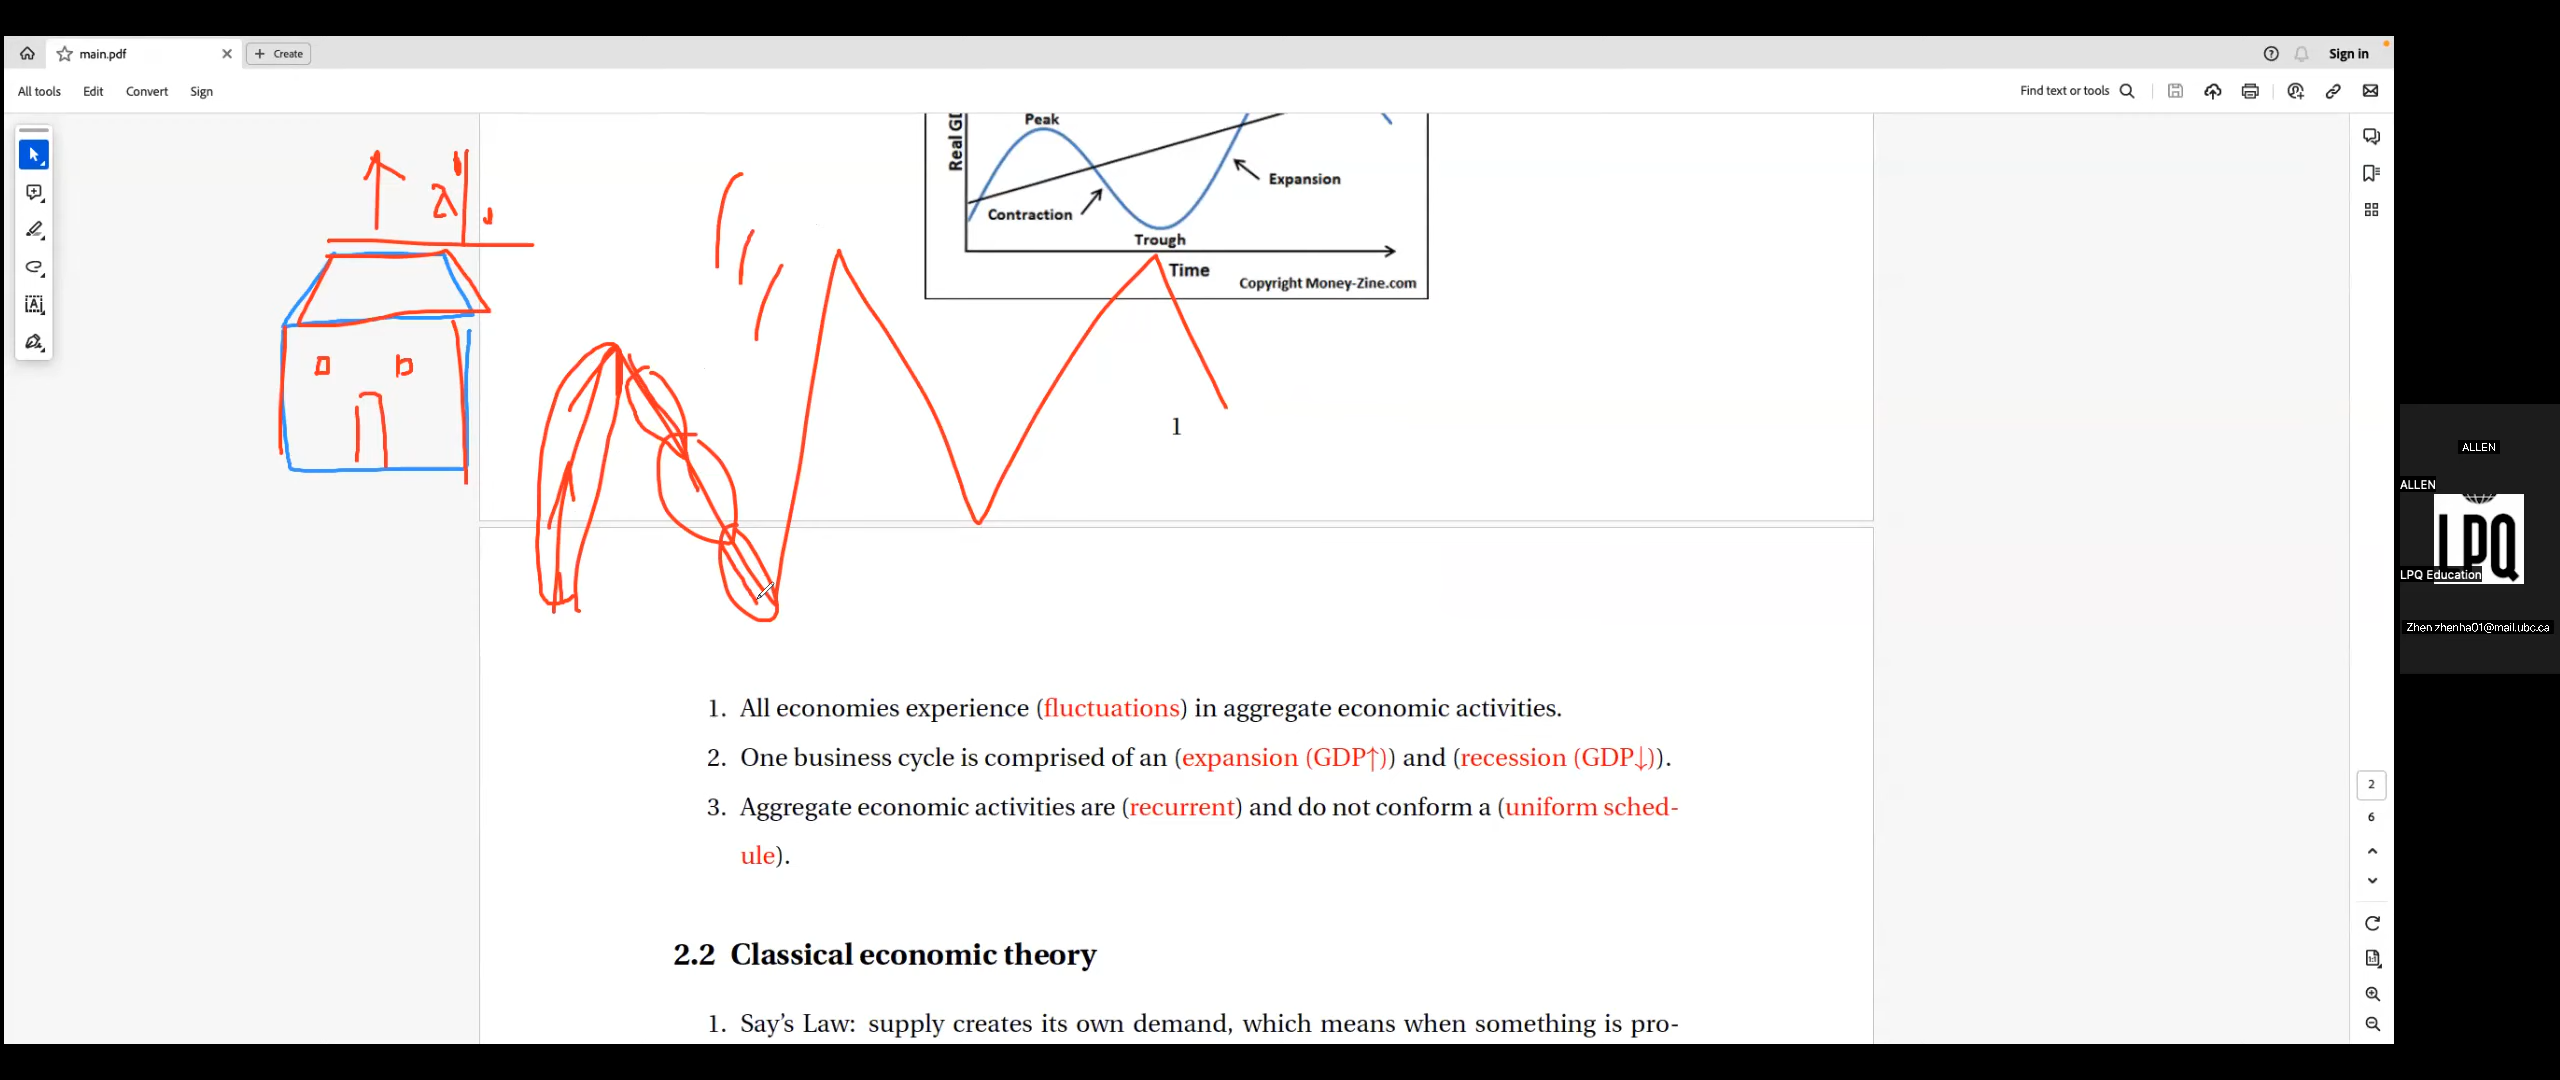 main.pdf
Create
Sign in
All tools
Edit
Convert
Sign
Find text or tools
Peak
Expansion
Contraction
Trough
Time
Copyright Money-Zine.com
1
1. All economies experience (fluctuations) in aggregate economic activities.
2. One business cycle is comprised of an (expansion (GDP↑)) and (recession (GDP↓)).
3. Aggregate economic activities are (recurrent) and do not conform a (uniform sched-
ule).
2.2 Classical economic theory
1. Say's Law: supply creates its own demand, which means when something is pro-
2
6
ALLEN
ALLEN
LPQ
LPQ Education
zhenha01@mail.ubc.ca